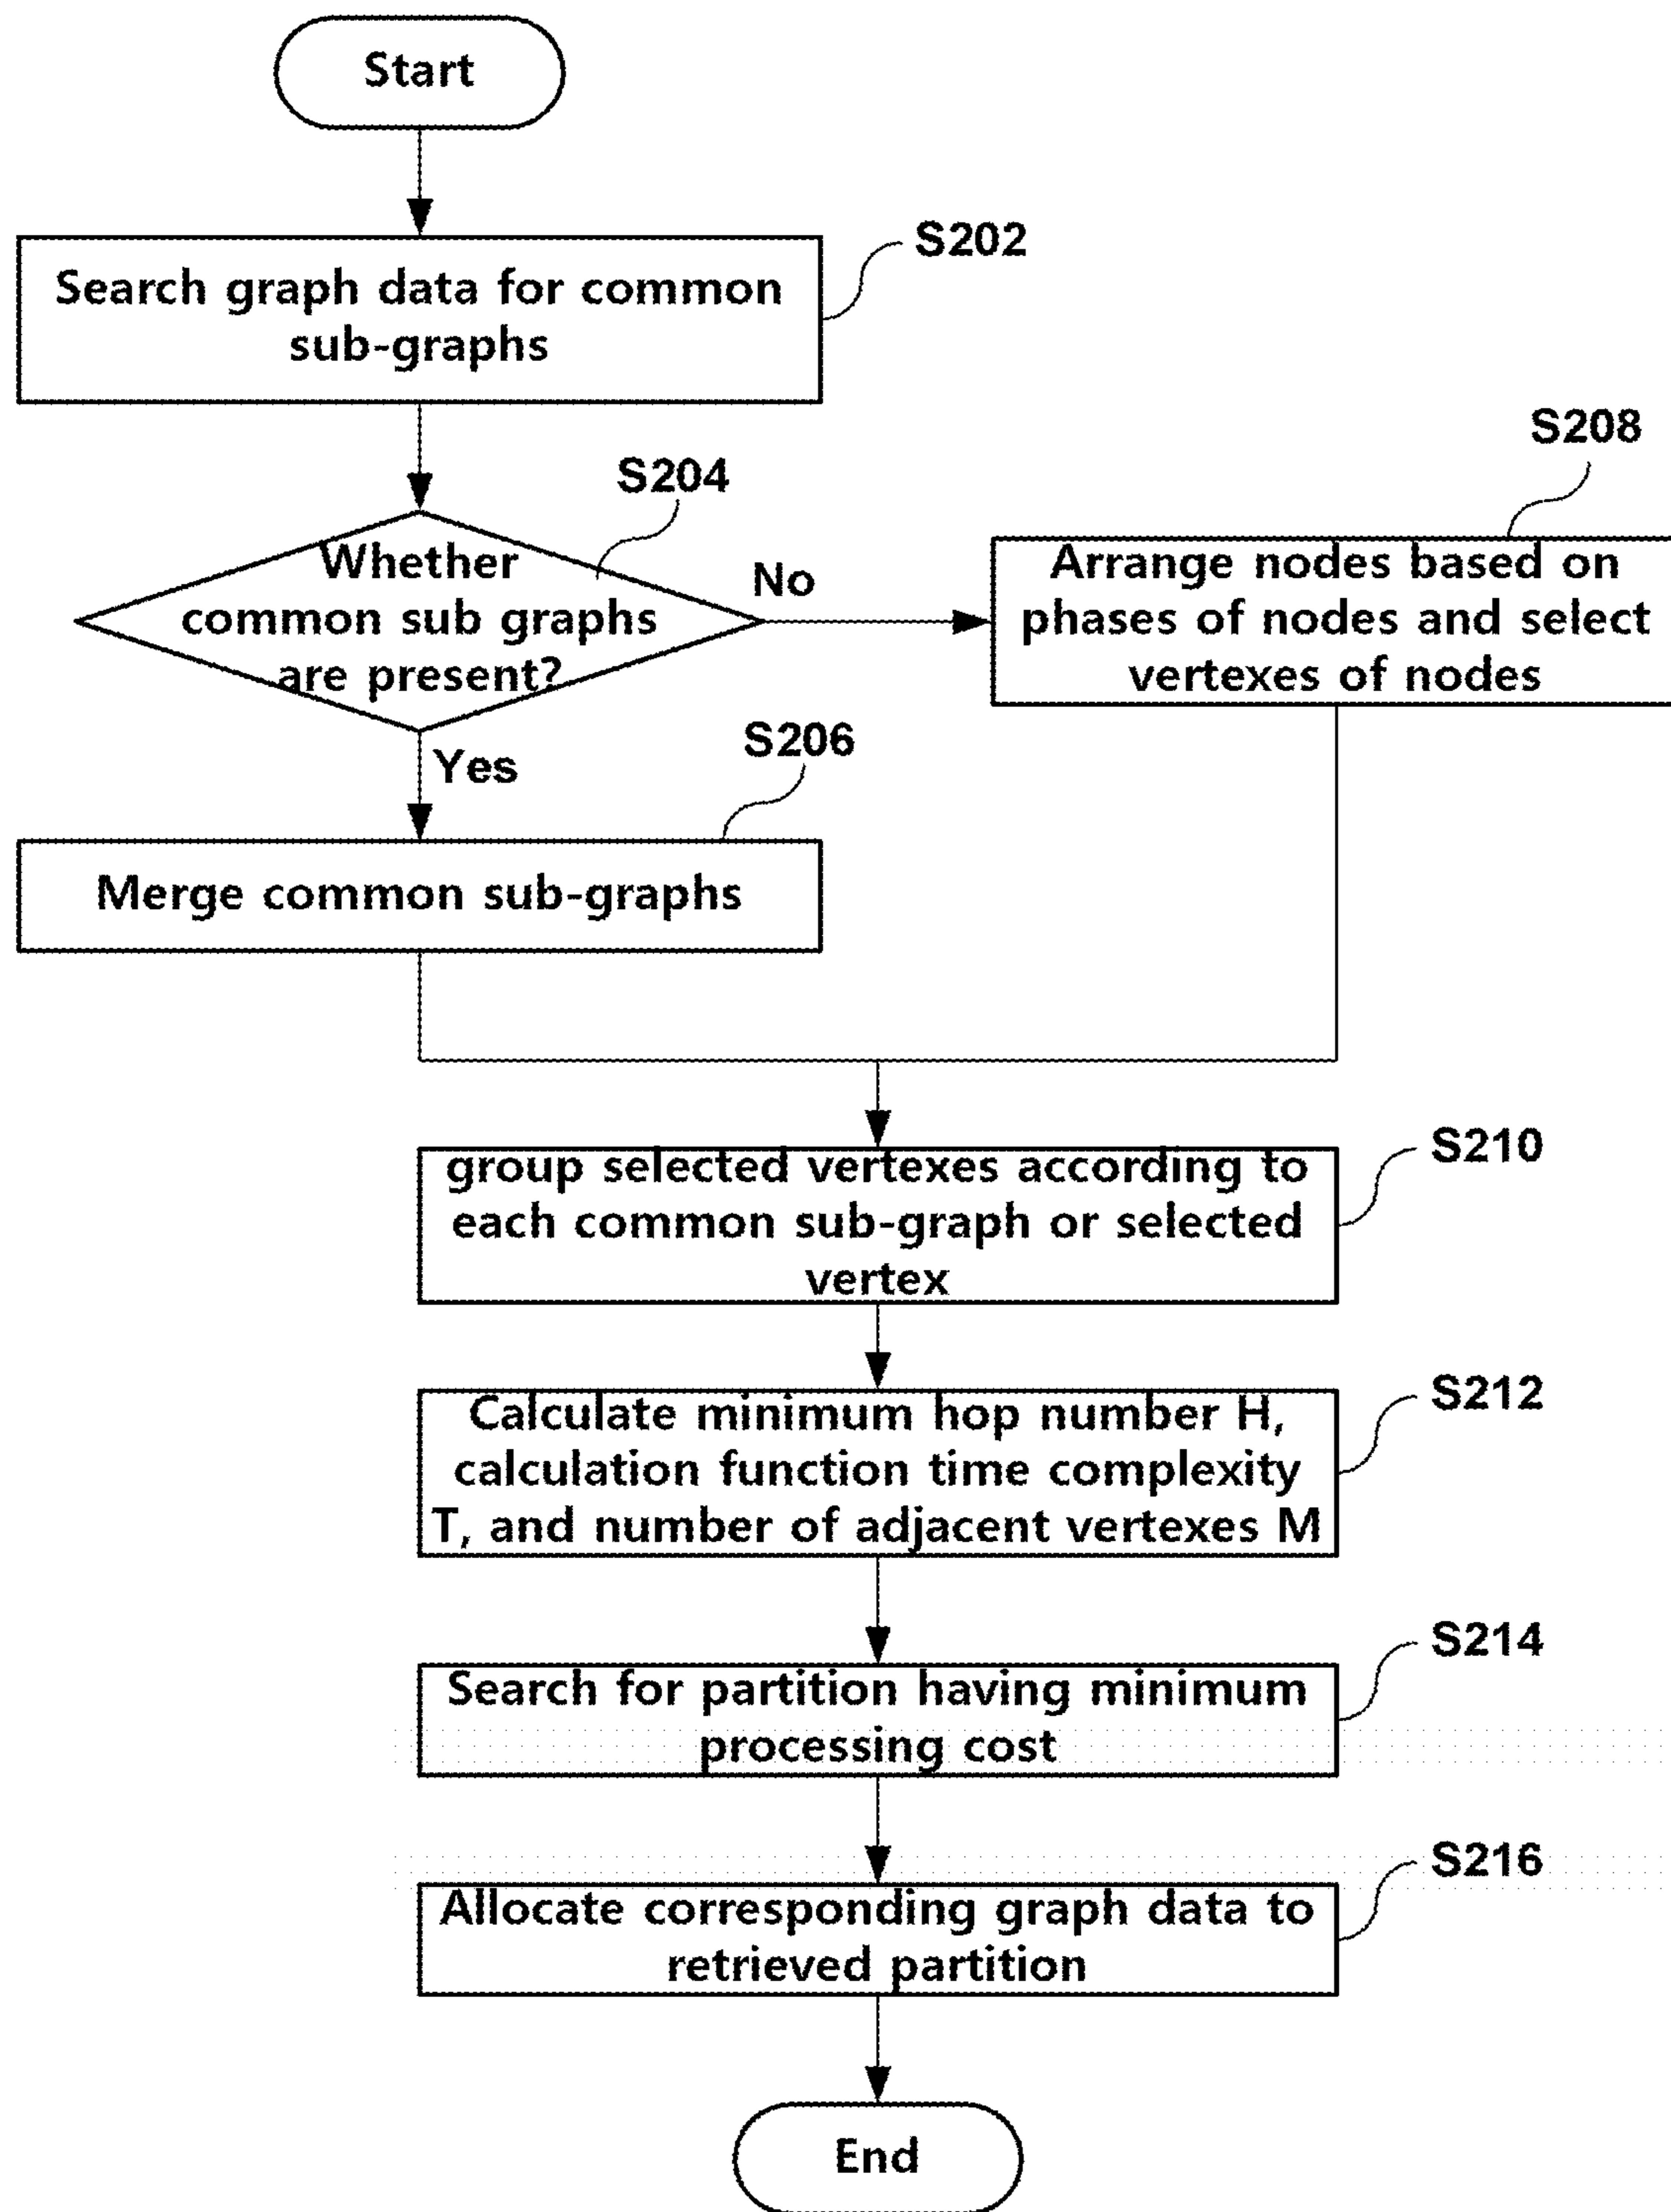 Start
S202
Search graph data for common
sub-graphs
S204
Whether
common sub graphs
are present?
No
S208
Arrange nodes based on
phases of nodes and select
vertexes of nodes
Yes
S206
Merge common sub-graphs
S210
group selected vertexes according to
each common sub-graph or selected
vertex
S212
Calculate minimum hop number H,
calculation function time complexity
T, and number of adjacent vertexes M
S214
Search for partition having minimum
processing cost
S216
Allocate corresponding graph data to
retrieved partition
End